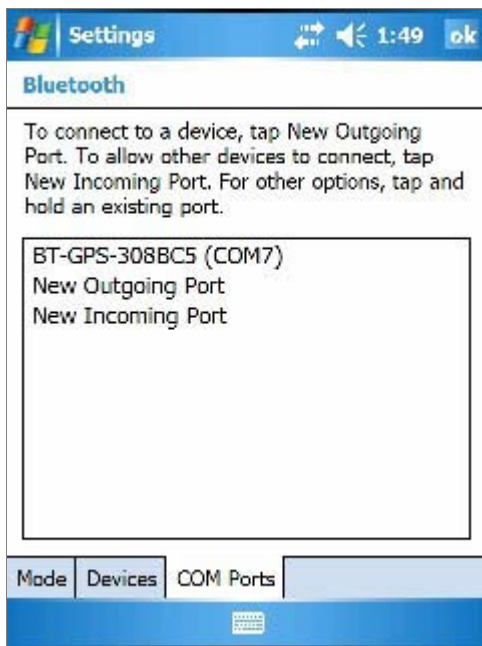 Settings 1:49 ok
Bluetooth
To connect to a device, tap New Outgoing
Port. To allow other devices to connect, tap
New Incoming Port. For other options, tap and
hold an existing port.
BT-GPS-308BC5 (COM7)
New Outgoing Port
New Incoming Port
Mode Devices COM Ports